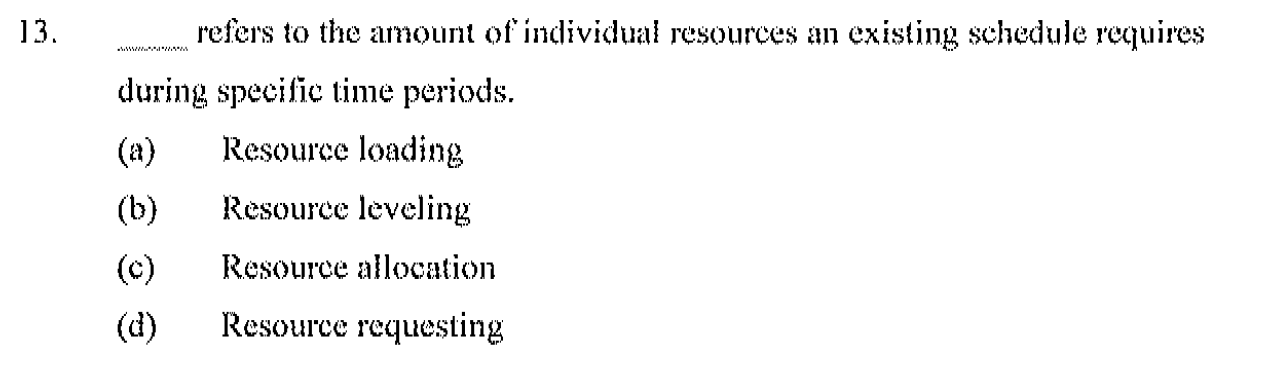 13. ____ refers to the amount of individual resources an existing schedule requires
during specific time periods.
(a) Resource loading
(b) Resource leveling
(c) Resource allocation
(d) Resource requesting